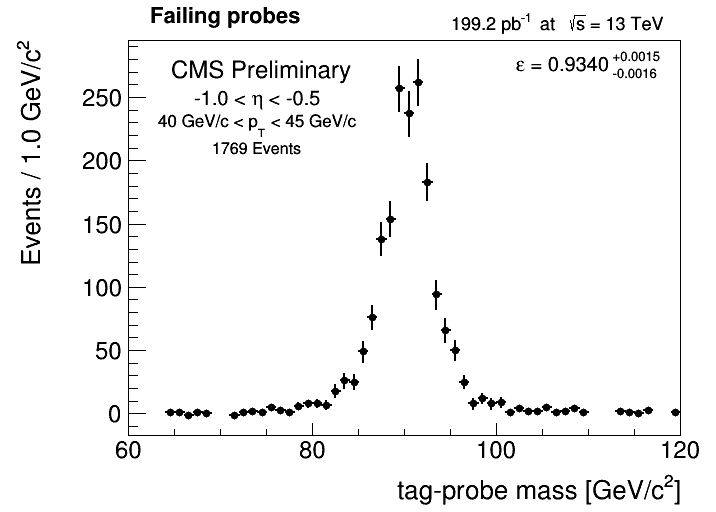 Failing probes
199.2 pb⁻¹ at √s = 13 TeV
CMS Preliminary
-1.0 < η < -0.5
40 GeV/c < p_T < 45 GeV/c
1769 Events
ε = 0.9340 +0.0015 -0.0016
Events / 1.0 GeV/c²
250
200
150
100
50
0
60 80 100 120
tag-probe mass [GeV/c²]